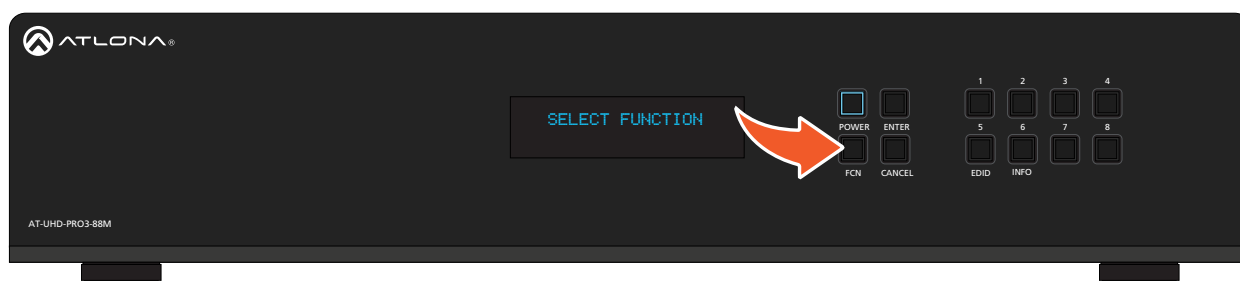 ATLONA®
SELECT FUNCTION
1 2 3 4
POWER ENTER
5 6 7 8
FCN CANCEL
EDID INFO
AT-UHD-PRO3-88M